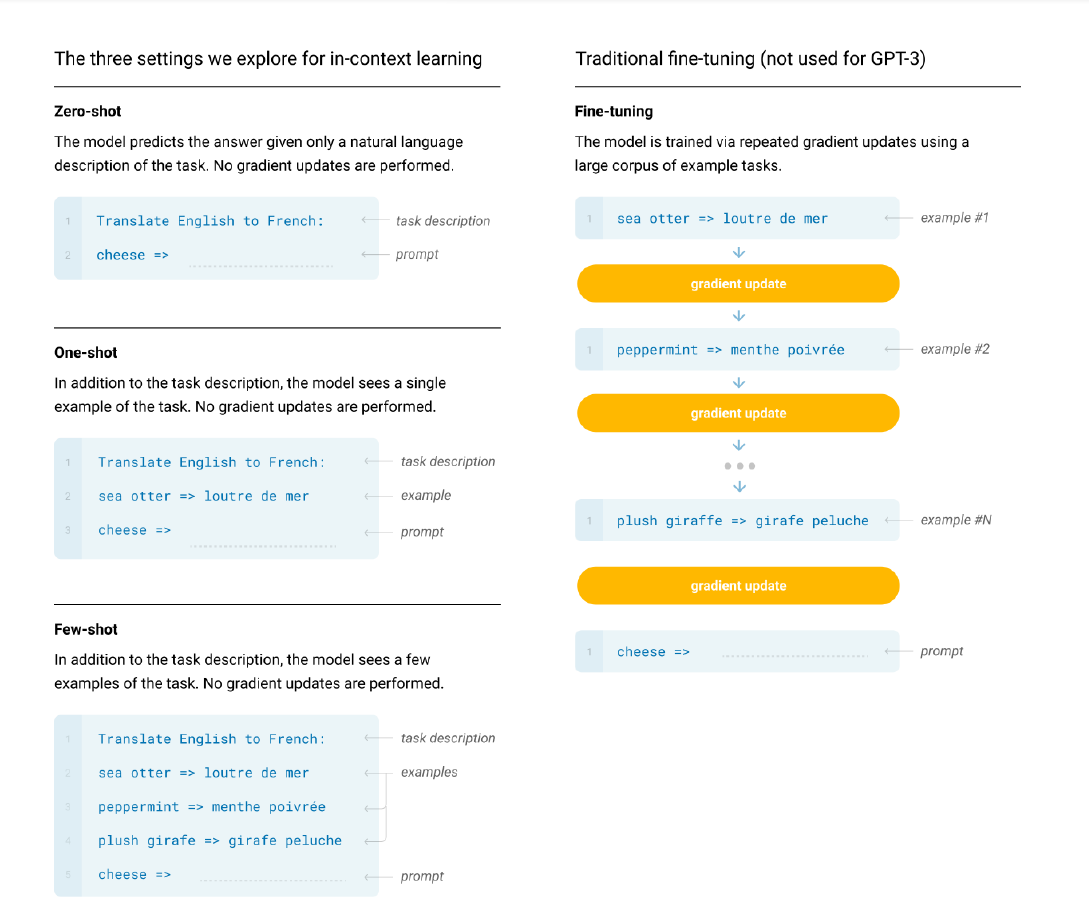 The three settings we explore for in-context learning
Zero-shot
The model predicts the answer given only a natural language
description of the task. No gradient updates are performed.
1 Translate English to French: task description
2 cheese => prompt
One-shot
In addition to the task description, the model sees a single
example of the task. No gradient updates are performed.
1 Translate English to French: task description
2 sea otter => loutre de mer example
3 cheese => prompt
Few-shot
In addition to the task description, the model sees a few
examples of the task. No gradient updates are performed.
1 Translate English to French: task description
2 sea otter => loutre de mer examples
3 peppermint => menthe poivrée
4 plush girafe => girafe peluche
5 cheese => prompt
Traditional fine-tuning (not used for GPT-3)
Fine-tuning
The model is trained via repeated gradient updates using a
large corpus of example tasks.
1 sea otter => loutre de mer example #1
gradient update
1 peppermint => menthe poivrée example #2
gradient update
1 plush giraffe => girafe peluche example #N
gradient update
1 cheese => prompt